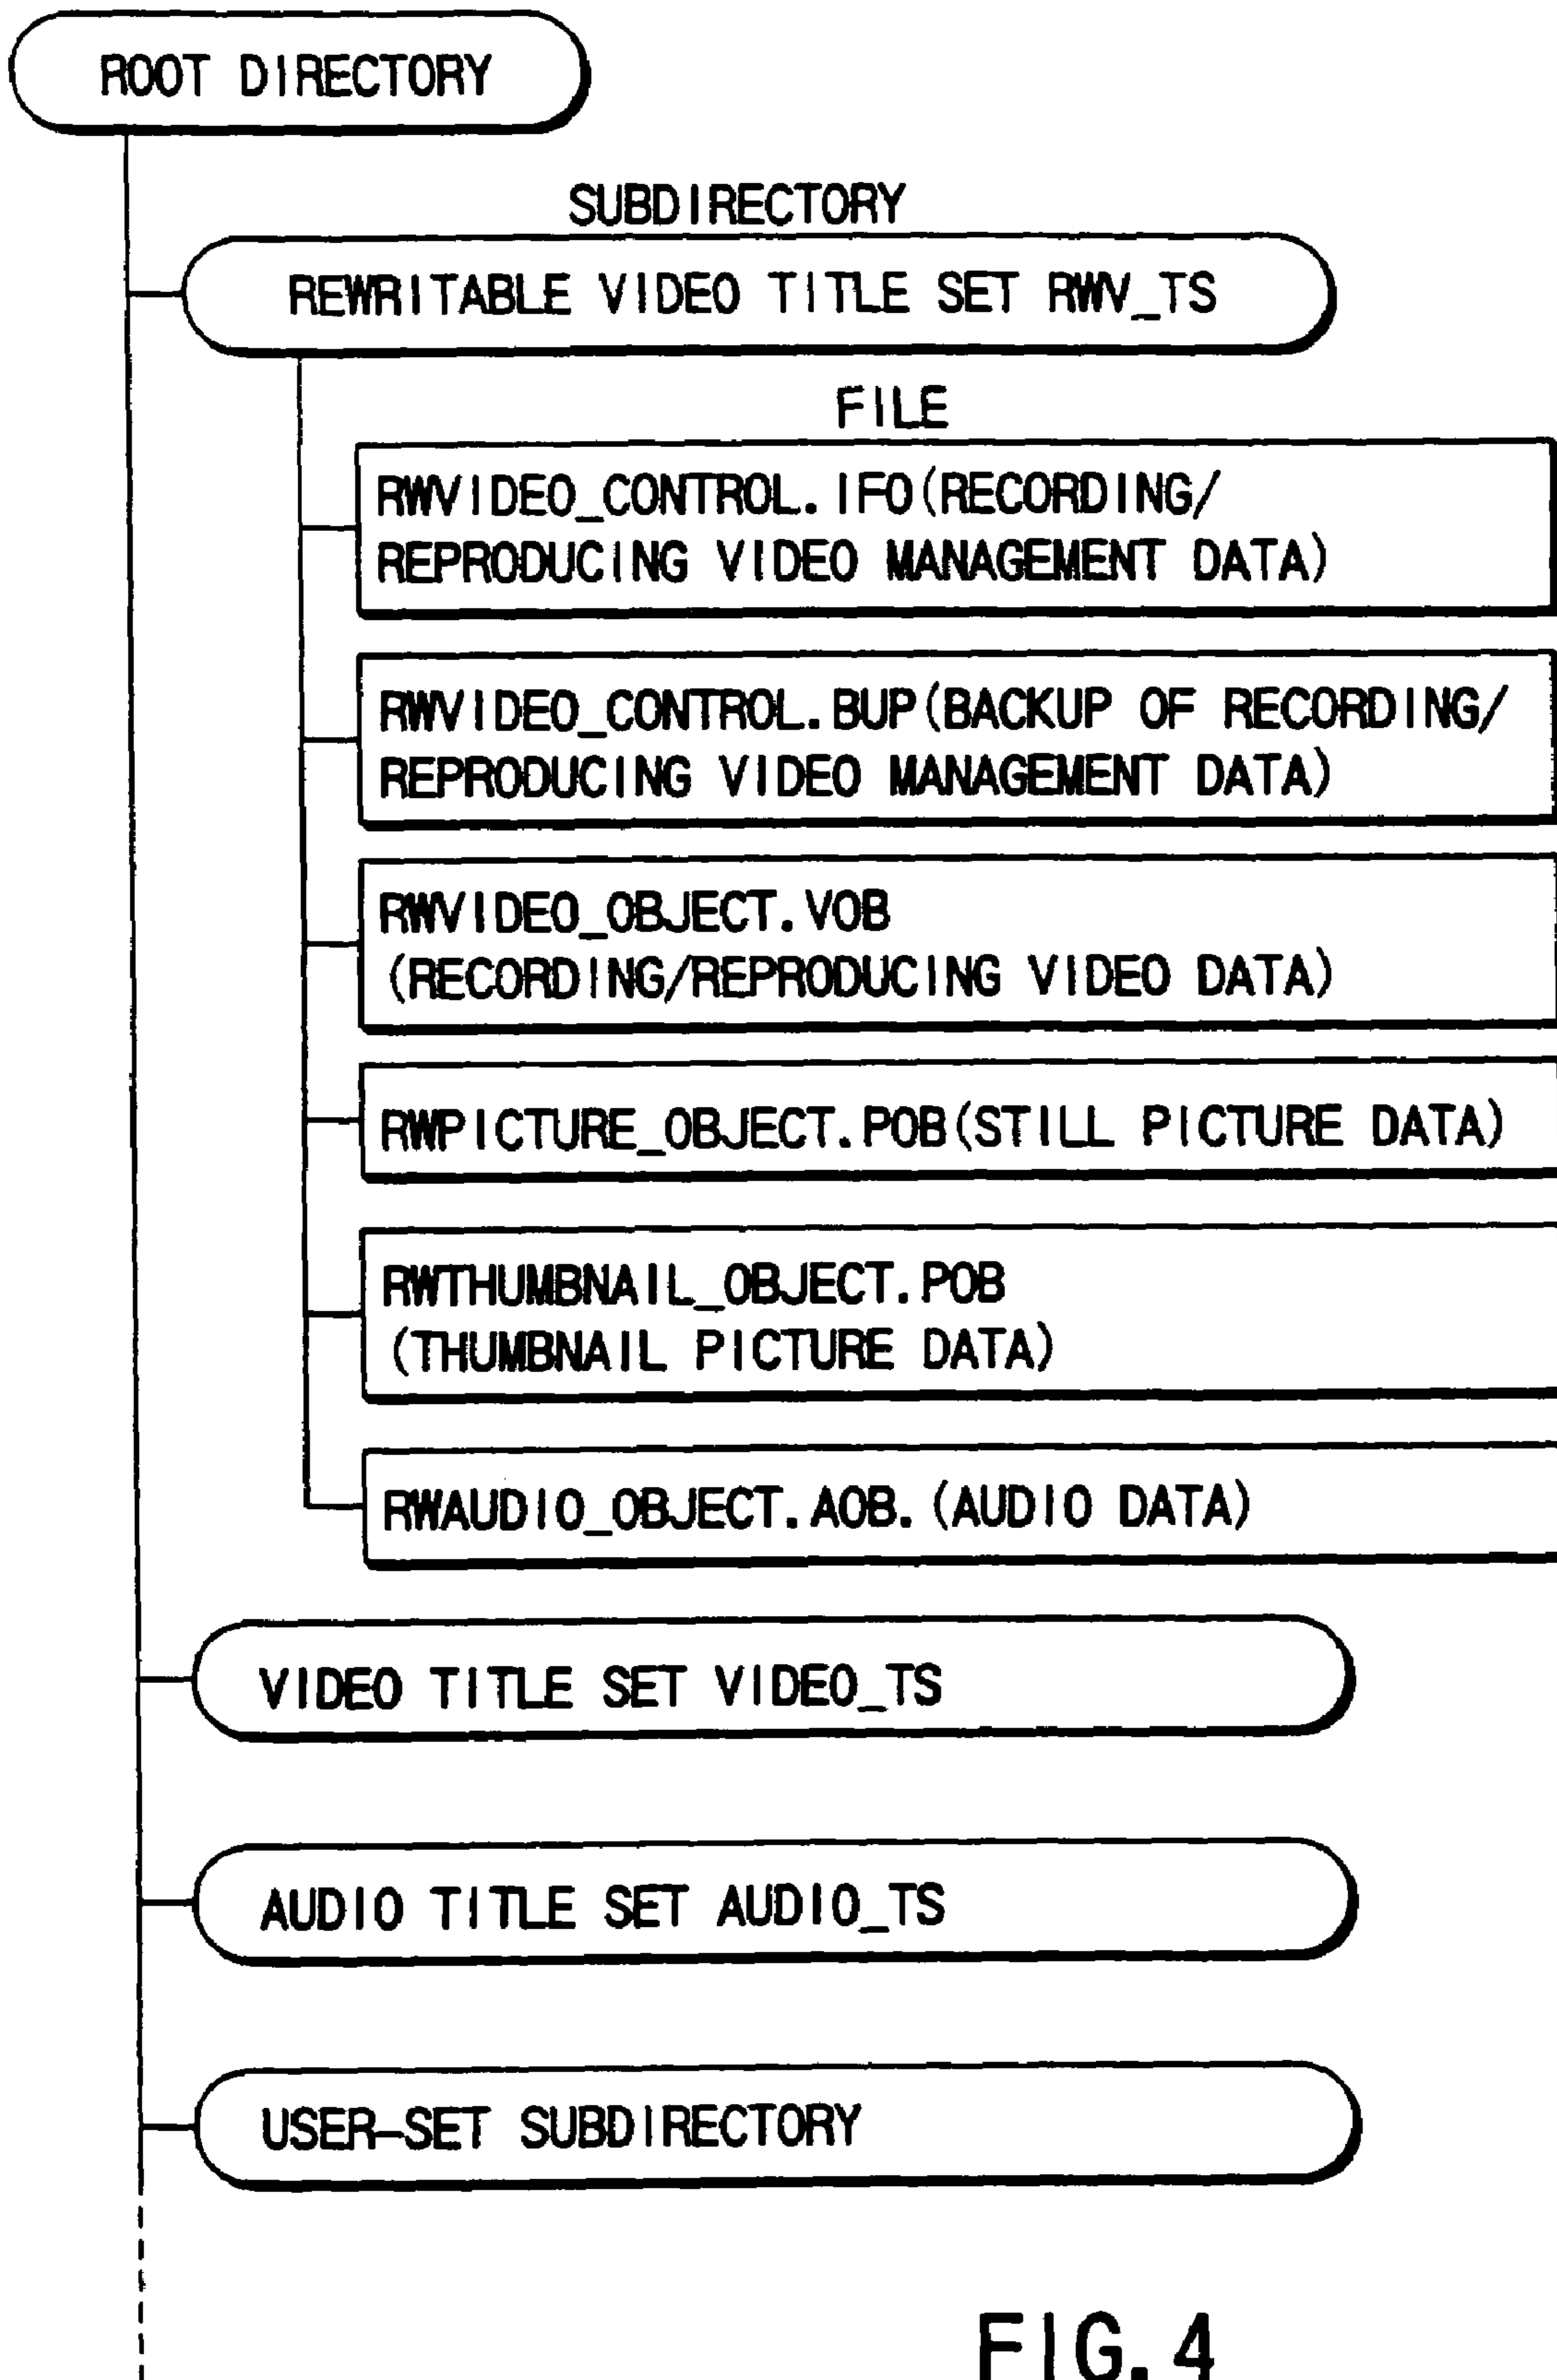 ROOT DIRECTORY
SUBDIRECTORY
REWRITABLE VIDEO TITLE SET RWV_TS
FILE
RWVIDEO_CONTROL.IFO(RECORDING/
REPRODUCING VIDEO MANAGEMENT DATA)
RWVIDEO_CONTROL.BUP(BACKUP OF RECORDING/
REPRODUCING VIDEO MANAGEMENT DATA)
RWVIDEO_OBJECT.VOB
(RECORDING/REPRODUCING VIDEO DATA)
RWPICTURE_OBJECT.POB(STILL PICTURE DATA)
RWTHUMBNAIL_OBJECT.POB
(THUMBNAIL PICTURE DATA)
RWAUDIO_OBJECT.AOB.(AUDIO DATA)
VIDEO TITLE SET VIDEO_TS
AUDIO TITLE SET AUDIO_TS
USER-SET SUBDIRECTORY
FIG.4